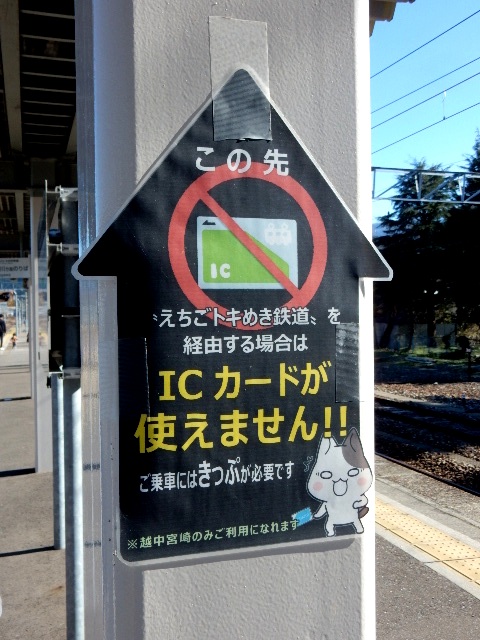 この先
IC
〝えちごトキめき鉄道〟を
経由する場合は
ICカードが
使えません!!
ご乗車にはきっぷが必要です
※越中宮崎のみご利用になれます